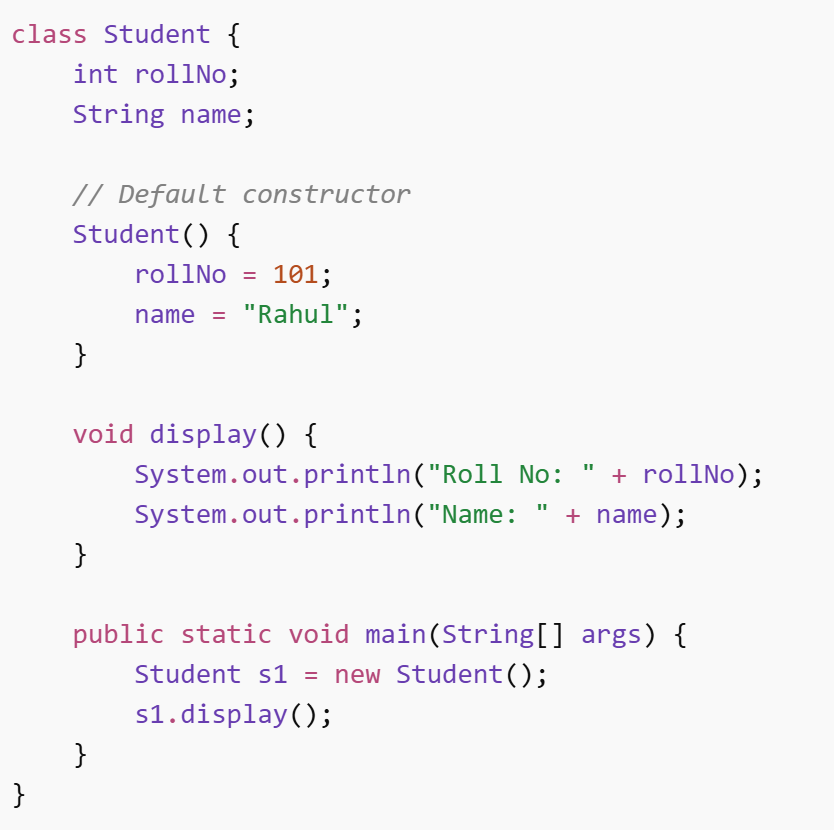 class Student {
    int rollNo;
    String name;

    // Default constructor
    Student() {
        rollNo = 101;
        name = "Rahul";
    }

    void display() {
        System.out.println("Roll No: " + rollNo);
        System.out.println("Name: " + name);
    }

    public static void main(String[] args) {
        Student s1 = new Student();
        s1.display();
    }
}